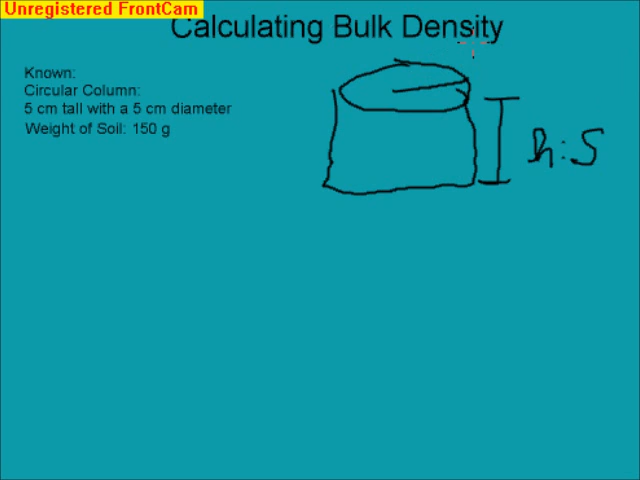 Unregistered FrontCam
Calculating Bulk Density
Known:
Circular Column:
5 cm tall with a 5 cm diameter
Weight of Soil: 150 g
h:5